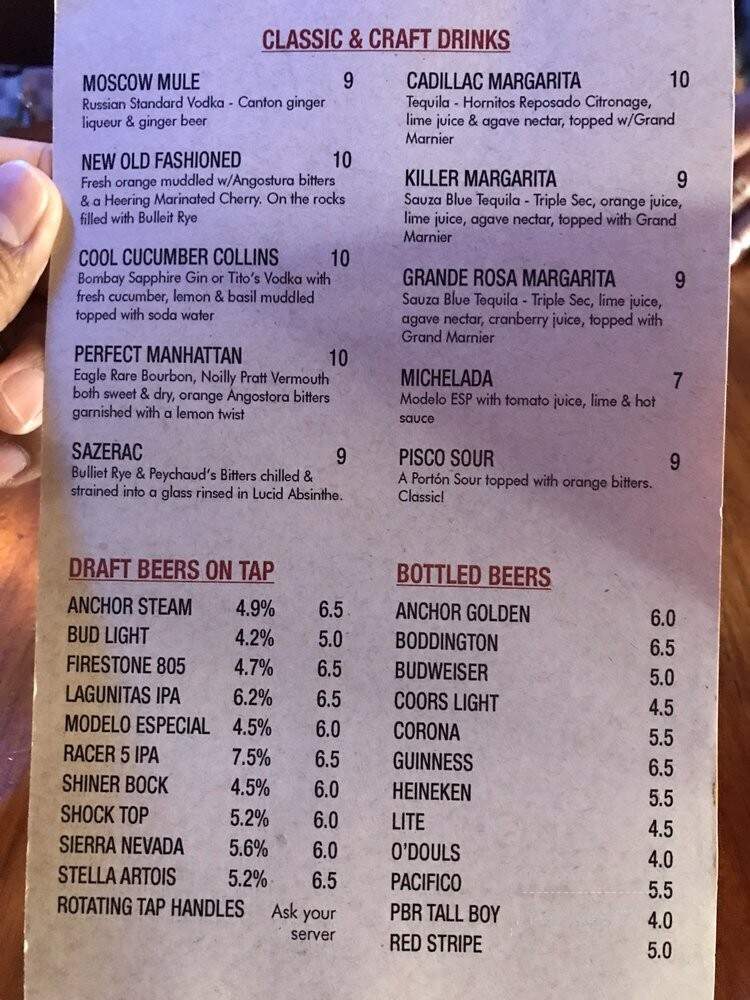 CLASSIC & CRAFT DRINKS
MOSCOW MULE 9
Russian Standard Vodka - Canton ginger
liqueur & ginger beer
NEW OLD FASHIONED 10
Fresh orange muddled w/Angostura bitters
& a Heering Marinated Cherry. On the rocks
filled with Bulleit Rye
COOL CUCUMBER COLLINS 10
Bombay Sapphire Gin or Tito's Vodka with
fresh cucumber, lemon & basil muddled
topped with soda water
PERFECT MANHATTAN 10
Eagle Rare Bourbon, Noilly Pratt Vermouth
both sweet & dry, orange Angostora bitters
garnished with a lemon twist
SAZERAC 9
Bulliet Rye & Peychaud's Bitters chilled &
strained into a glass rinsed in Lucid Absinthe.
CADILLAC MARGARITA 10
Tequila - Hornitos Reposado Citronage,
lime juice & agave nectar, topped w/Grand
Marnier
KILLER MARGARITA 9
Sauza Blue Tequila - Triple Sec, orange juice,
lime juice, agave nectar, topped with Grand
Marnier
GRANDE ROSA MARGARITA 9
Sauza Blue Tequila - Triple Sec, lime juice,
agave nectar, cranberry juice, topped with
Grand Marnier
MICHELADA 7
Modelo ESP with tomato juice, lime & hot
sauce
PISCO SOUR 9
A Portón Sour topped with orange bitters.
Classic!
DRAFT BEERS ON TAP
ANCHOR STEAM 4.9% 6.5
BUD LIGHT 4.2% 5.0
FIRESTONE 805 4.7% 6.5
LAGUNITAS IPA 6.2% 6.5
MODELO ESPECIAL 4.5% 6.0
RACER 5 IPA 7.5% 6.5
SHINER BOCK 4.5% 6.0
SHOCK TOP 5.2% 6.0
SIERRA NEVADA 5.6% 6.0
STELLA ARTOIS 5.2% 6.5
ROTATING TAP HANDLES Ask your
server
BOTTLED BEERS
ANCHOR GOLDEN 6.0
BODDINGTON 6.5
BUDWEISER 5.0
COORS LIGHT 4.5
CORONA 5.5
GUINNESS 6.5
HEINEKEN 5.5
LITE 4.5
O'DOULS 4.0
PACIFICO 5.5
PBR TALL BOY 4.0
RED STRIPE 5.0